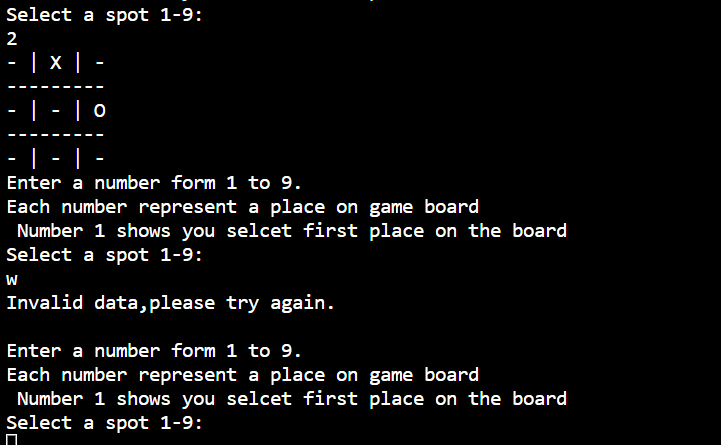 Select a spot 1-9:
2
- | X | -
---------
- | - | O
---------
- | - | -
Enter a number form 1 to 9.
Each number represent a place on game board
Number 1 shows you selcet first place on the board
Select a spot 1-9:
w
Invalid data,please try again.
Enter a number form 1 to 9.
Each number represent a place on game board
Number 1 shows you selcet first place on the board
Select a spot 1-9: